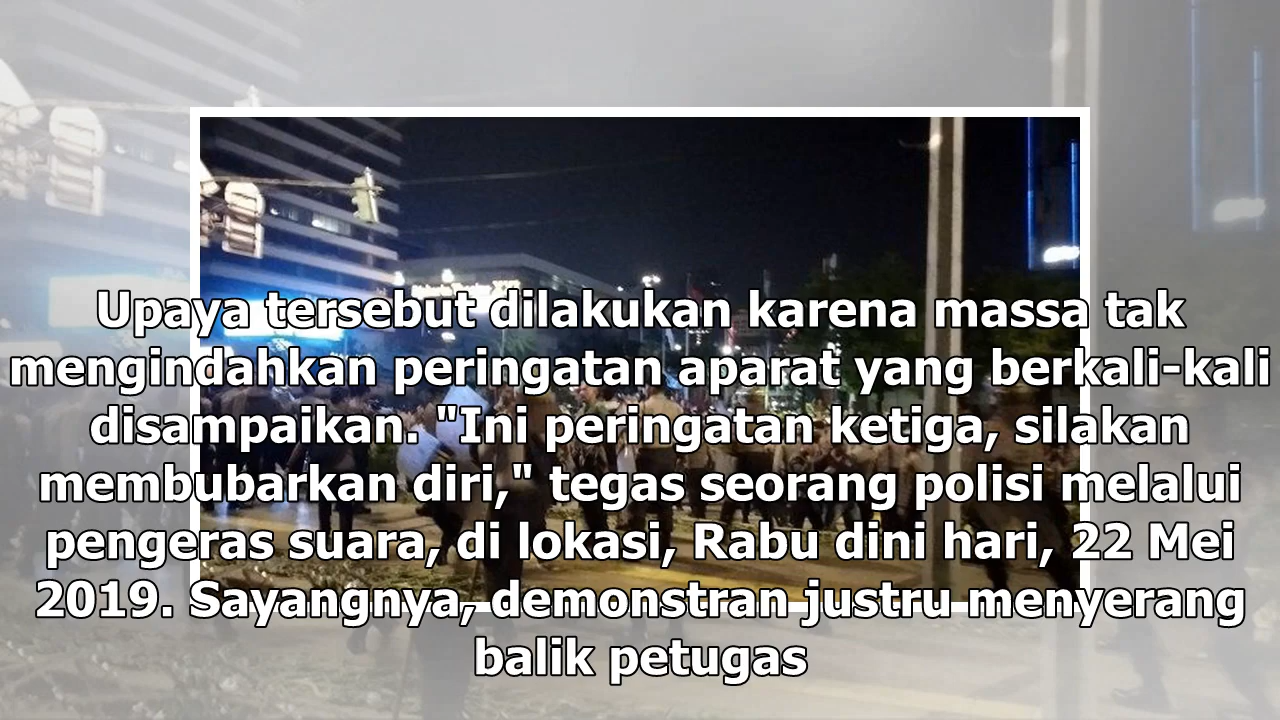 Upaya tersebut dilakukan karena massa tak
mengindahkan peringatan aparat yang berkali-kali
disampaikan. "Ini peringatan ketiga, silakan
membubarkan diri," tegas seorang polisi melalui
pengeras suara, di lokasi, Rabu dini hari, 22 Mei
2019. Sayangnya, demonstran justru menyerang
balik petugas